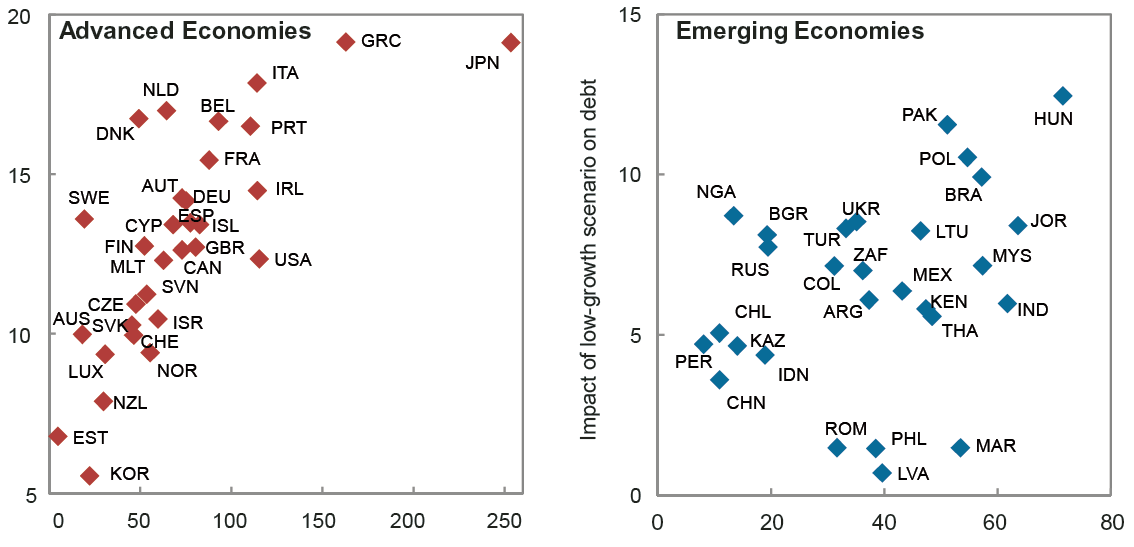 Advanced Economies
20
15
10
5
0
50
100
150
200
250
GRC
JPN
ITA
NLD
BEL
DNK
PRT
FRA
AUT
DEU
IRL
SWE
ESP
CYP
ISL
FIN
GBR
MLT
CAN
USA
SVN
CZE
AUS
SVK
ISR
CHE
LUX
NOR
NZL
EST
KOR
Emerging Economies
Impact of low-growth scenario on debt
15
10
5
0
0
20
40
60
80
HUN
PAK
POL
BRA
NGA
BGR
UKR
JOR
TUR
LTU
RUS
ZAF
MYS
COL
MEX
ARG
KEN
IND
CHL
THA
KAZ
PER
IDN
CHN
ROM
PHL
MAR
LVA